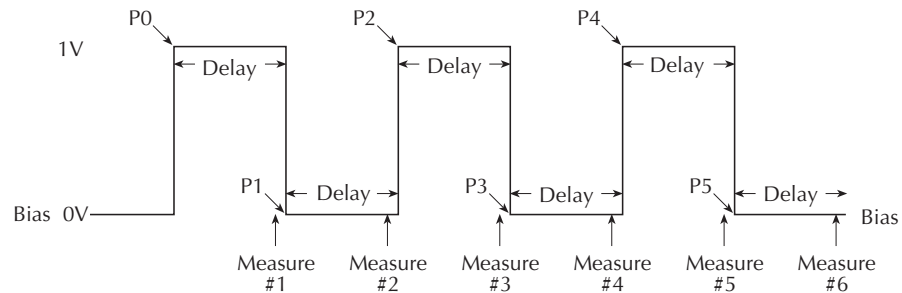 P0 P2 P4
1V Delay Delay Delay
P1 Delay P3 Delay P5 Delay
Bias 0V Bias
Measure Measure Measure Measure Measure Measure
#1 #2 #3 #4 #5 #6